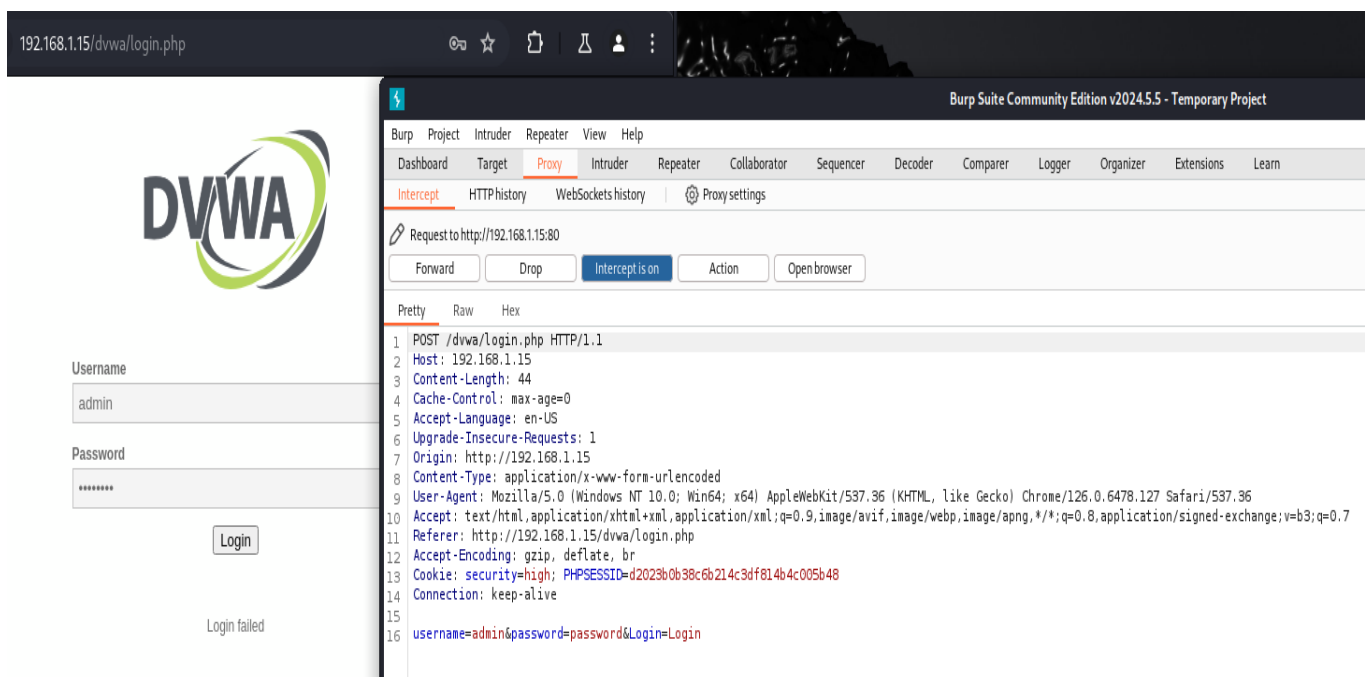 192.168.1.15/dvwa/login.php
DVWA
Username
admin
Password
••••••••
Login
Login failed
Burp Suite Community Edition v2024.5.5 - Temporary Project
Burp Project Intruder Repeater View Help
Dashboard Target Proxy Intruder Repeater Collaborator Sequencer Decoder Comparer Logger Organizer Extensions Learn
Intercept HTTP history WebSockets history Proxy settings
Request to http://192.168.1.15:80
Forward Drop Intercept is on Action Open browser
Pretty Raw Hex
1 POST /dvwa/login.php HTTP/1.1
2 Host: 192.168.1.15
3 Content-Length: 44
4 Cache-Control: max-age=0
5 Accept-Language: en-US
6 Upgrade-Insecure-Requests: 1
7 Origin: http://192.168.1.15
8 Content-Type: application/x-www-form-urlencoded
9 User-Agent: Mozilla/5.0 (Windows NT 10.0; Win64; x64) AppleWebKit/537.36 (KHTML, like Gecko) Chrome/126.0.6478.127 Safari/537.36
10 Accept: text/html,application/xhtml+xml,application/xml;q=0.9,image/avif,image/webp,image/apng,*/*;q=0.8,application/signed-exchange;v=b3;q=0.7
11 Referer: http://192.168.1.15/dvwa/login.php
12 Accept-Encoding: gzip, deflate, br
13 Cookie: security=high; PHPSESSID=d2023b0b38c6b214c3df814b4c005b48
14 Connection: keep-alive
15
16 username=admin&password=password&Login=Login